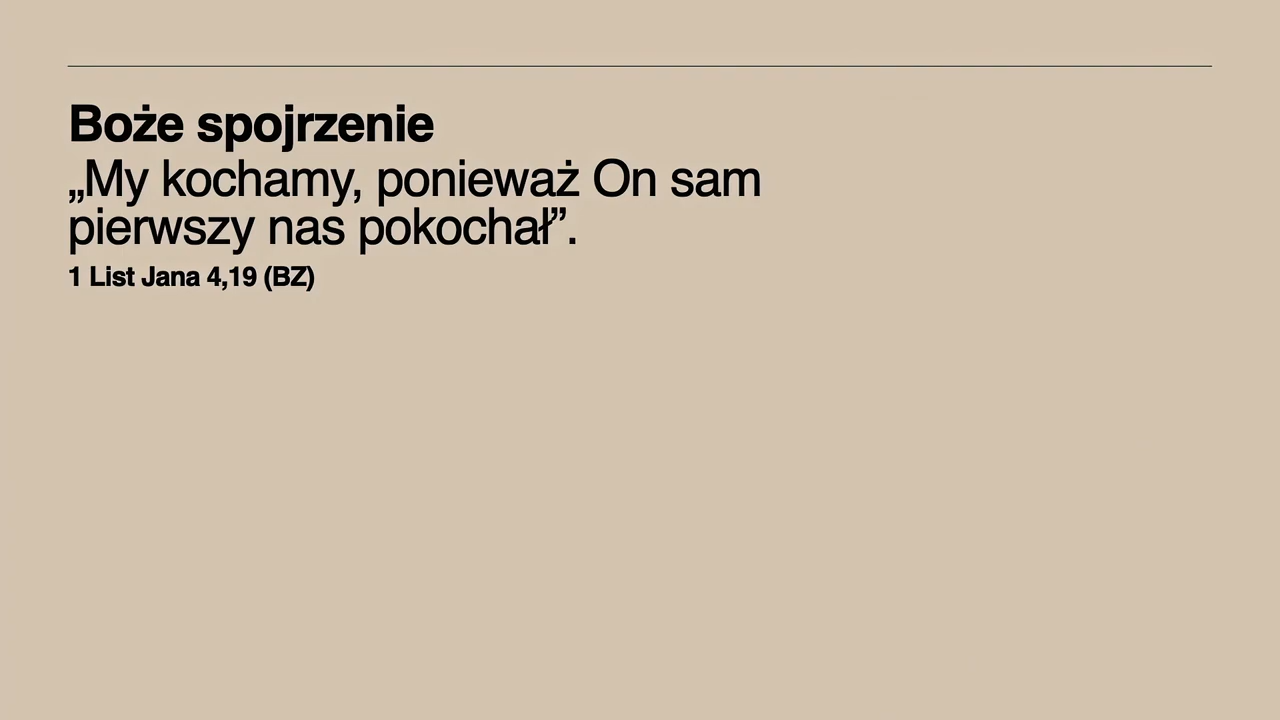 Boże spojrzenie
„My kochamy, ponieważ On sam
pierwszy nas pokochał”.
1 List Jana 4,19 (BZ)